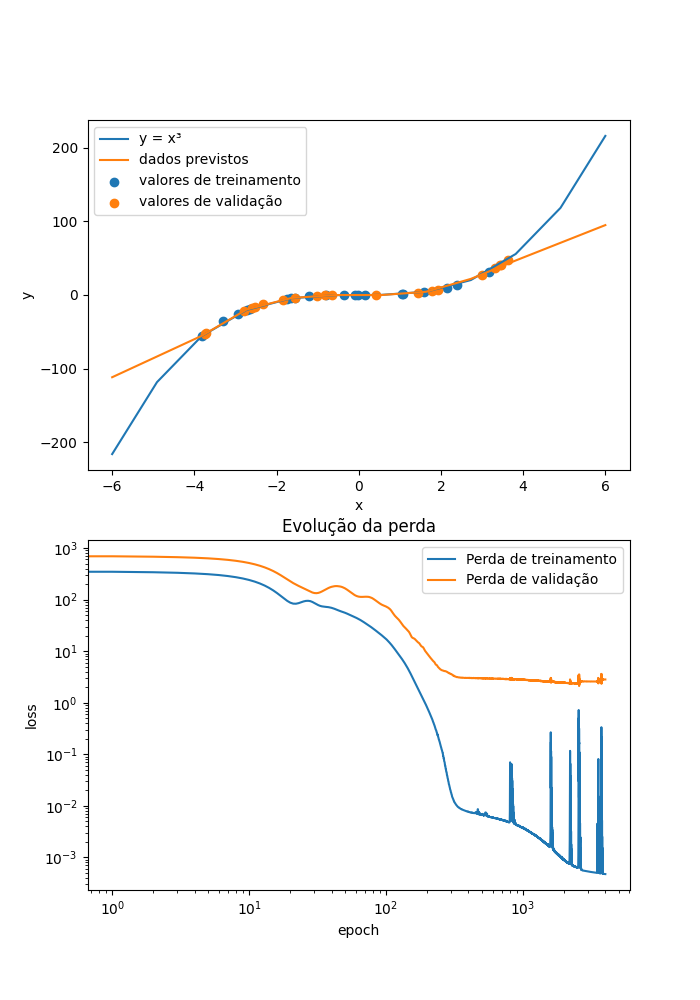 y = x³
dados previstos
valores de treinamento
valores de validação
200
100
0
−100
−200
y
−6
−4
−2
0
2
4
6
x
Evolução da perda
Perda de treinamento
Perda de validação
10³
10²
10¹
10⁰
10⁻¹
10⁻²
10⁻³
loss
10⁰
10¹
10²
10³
epoch